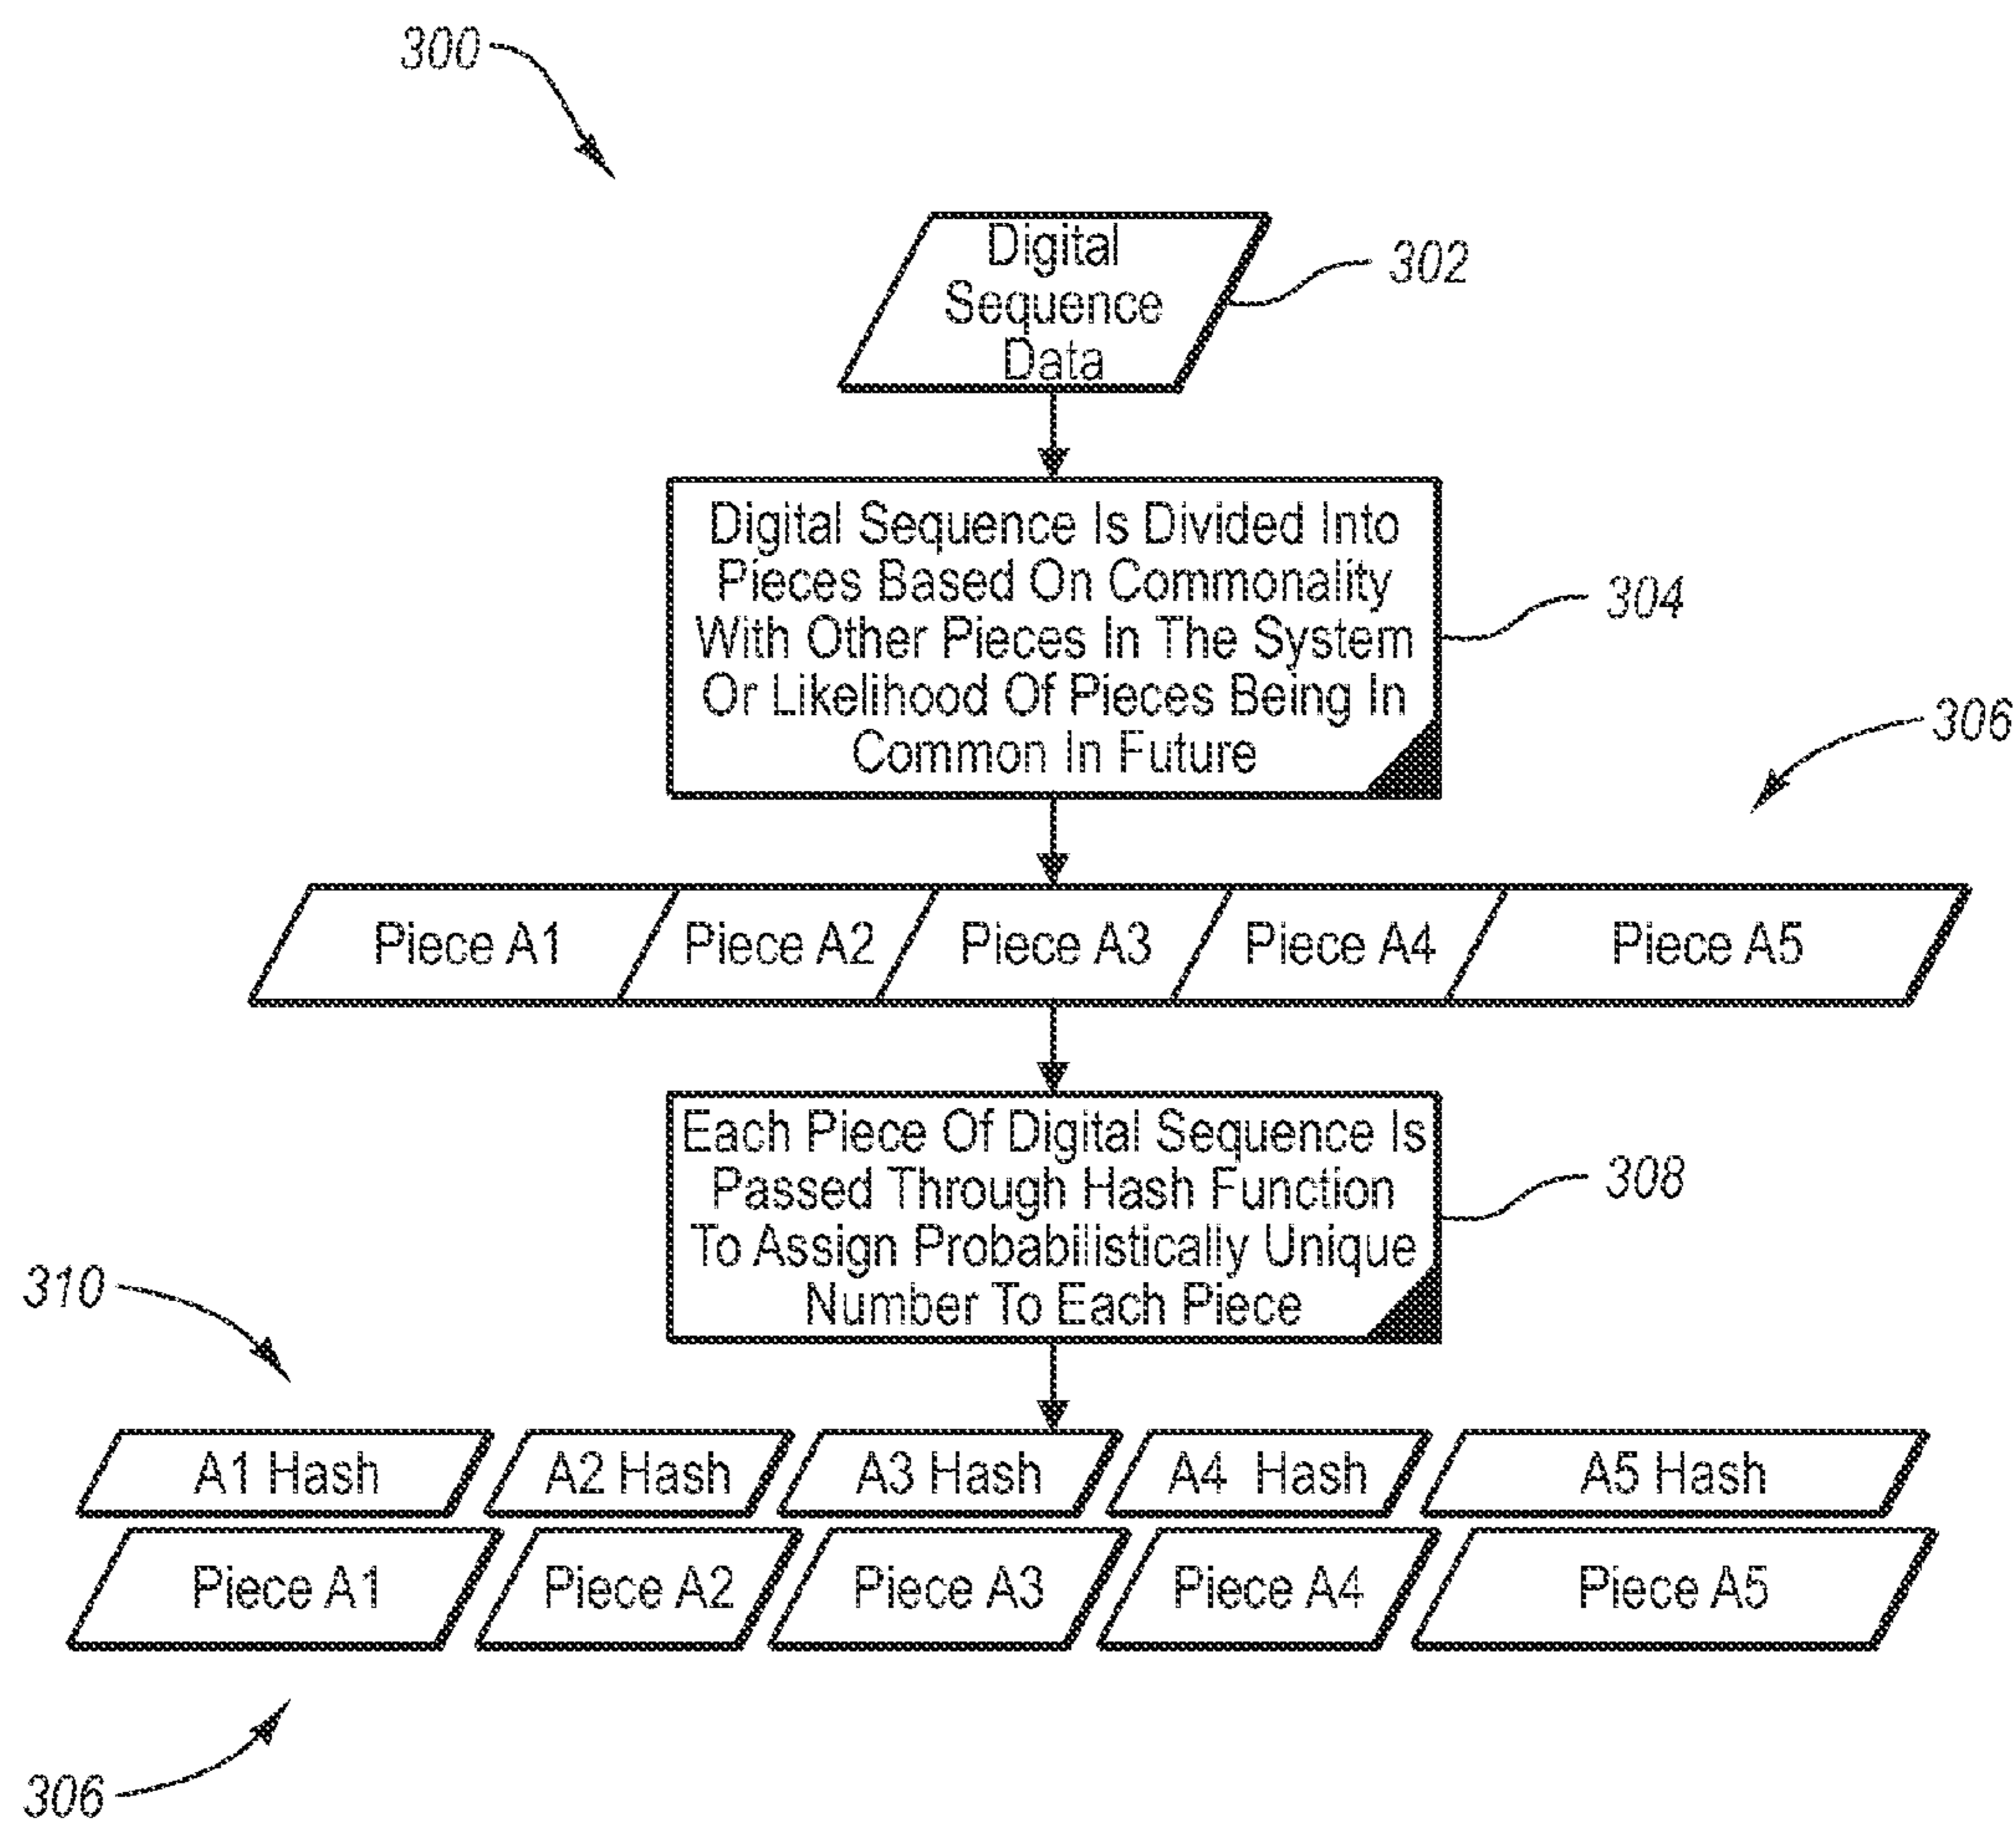 300
Digital
Sequence
Data
302
Digital Sequence Is Divided Into
Pieces Based On Commonality
With Other Pieces In The System
Or Likelihood Of Pieces Being In
Common In Future
304
306
Piece A1 Piece A2 Piece A3 Piece A4 Piece A5
Each Piece Of Digital Sequence Is
Passed Through Hash Function
To Assign Probabilistically Unique
Number To Each Piece
308
310
A1 Hash A2 Hash A3 Hash A4 Hash A5 Hash
Piece A1 Piece A2 Piece A3 Piece A4 Piece A5
306